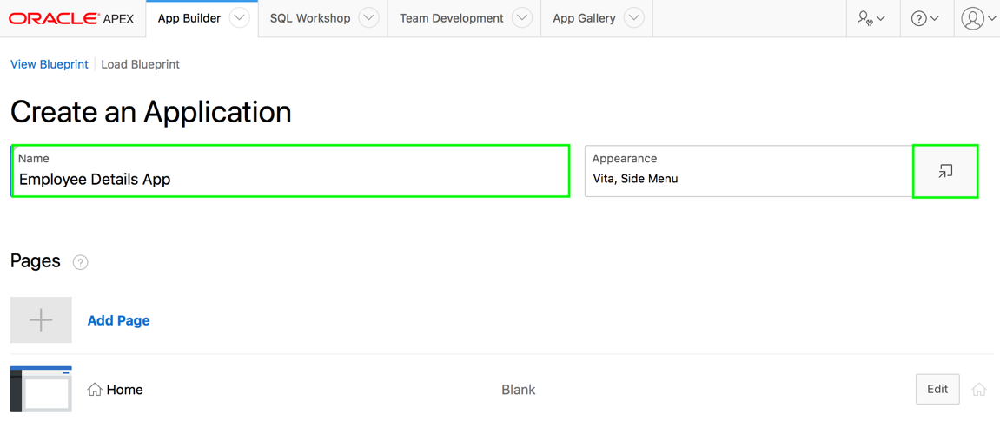 ORACLE APEX App Builder SQL Workshop Team Development App Gallery
View Blueprint Load Blueprint
Create an Application
Name
Employee Details App
Appearance
Vita, Side Menu
Pages ?
Add Page
Home Blank Edit